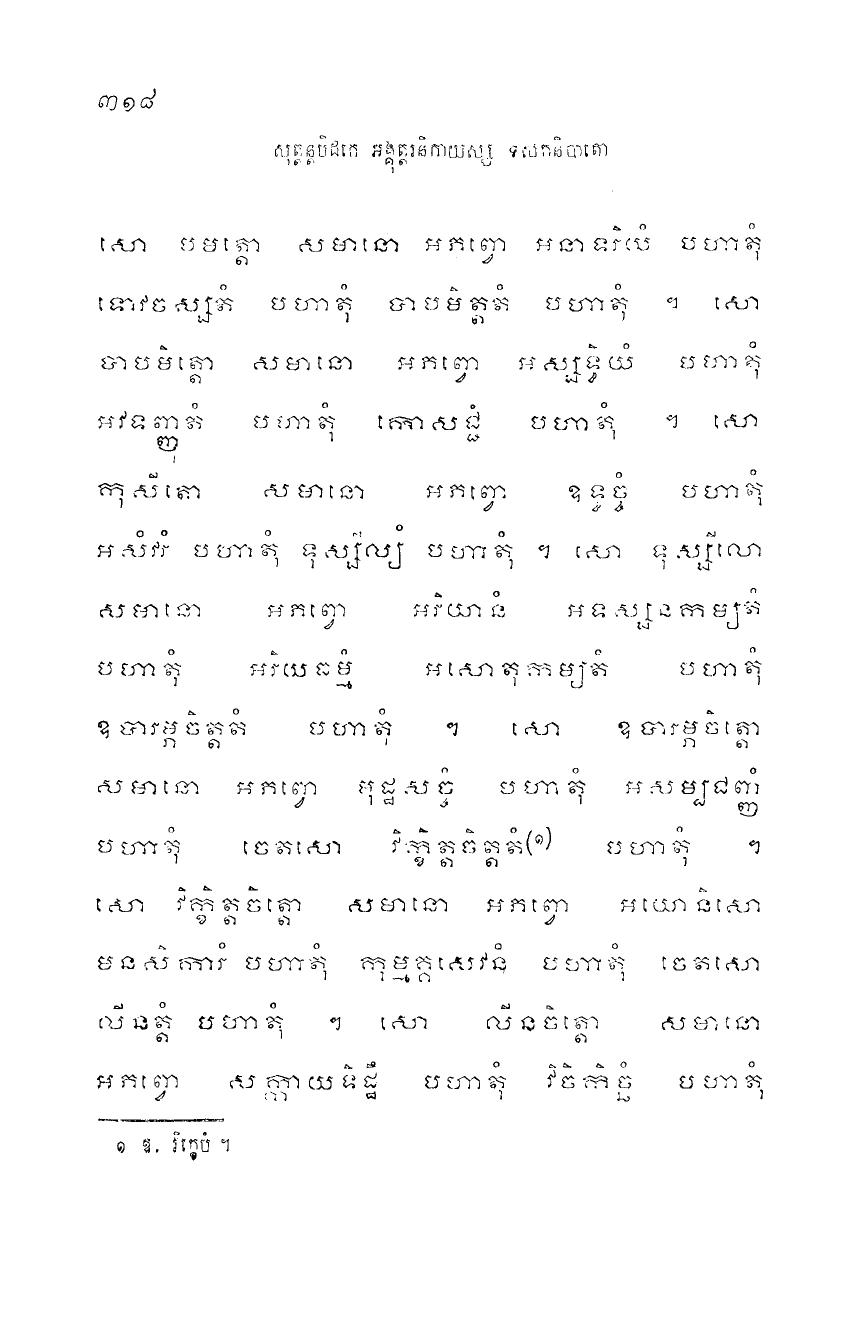 ៣១៨
សុត្តន្តបិដកេ អង្គុត្តរនិកាយស្ស ទសកនិបាតោ
សោ បមត្តោ សមានោ អភព្វោ អនាទរិយំ បហាតុំ
ទោវចស្សតំ បហាតុំ បាបមិត្តតំ បហាតុំ ។ សោ
បាបមិត្តោ សមានោ អភព្វោ អស្សទ្ធិយំ បហាតុំ
អវទញ្ញុតំ បហាតុំ កោសជ្ជំ បហាតុំ ។ សោ
កុសីតោ សមានោ អភព្វោ ឧទ្ធច្ចំ បហាតុំ
អសំវរំ បហាតុំ ទុស្សីល្យំ បហាតុំ ។ សោ ទុស្សីលោ
សមានោ អភព្វោ អរិយានំ អទស្សនកម្យតំ
បហាតុំ អរិយធម្មំ អសោតុកម្យតំ បហាតុំ
ឧបារម្ភចិត្តតំ បហាតុំ ។ សោ ឧបារម្ភចិត្តោ
សមានោ អភព្វោ មុដ្ឋសច្ចំ បហាតុំ អសម្បជញ្ញំ
បហាតុំ ចេតសោ វិក្ខិត្តចិត្តតំ(១) បហាតុំ ។
សោ វិក្ខិត្តចិត្តោ សមានោ អភព្វោ អយោនិសោ
មនសិការំ បហាតុំ កុម្មគ្គសេវនំ បហាតុំ ចេតសោ
លីនត្តំ បហាតុំ ។ សោ លីនចិត្តោ សមានោ
អភព្វោ សក្កាយទិដ្ឋឹ បហាតុំ វិចិកិច្ឆំ បហាតុំ
១ ឱ. វិក្ខេបំ ។